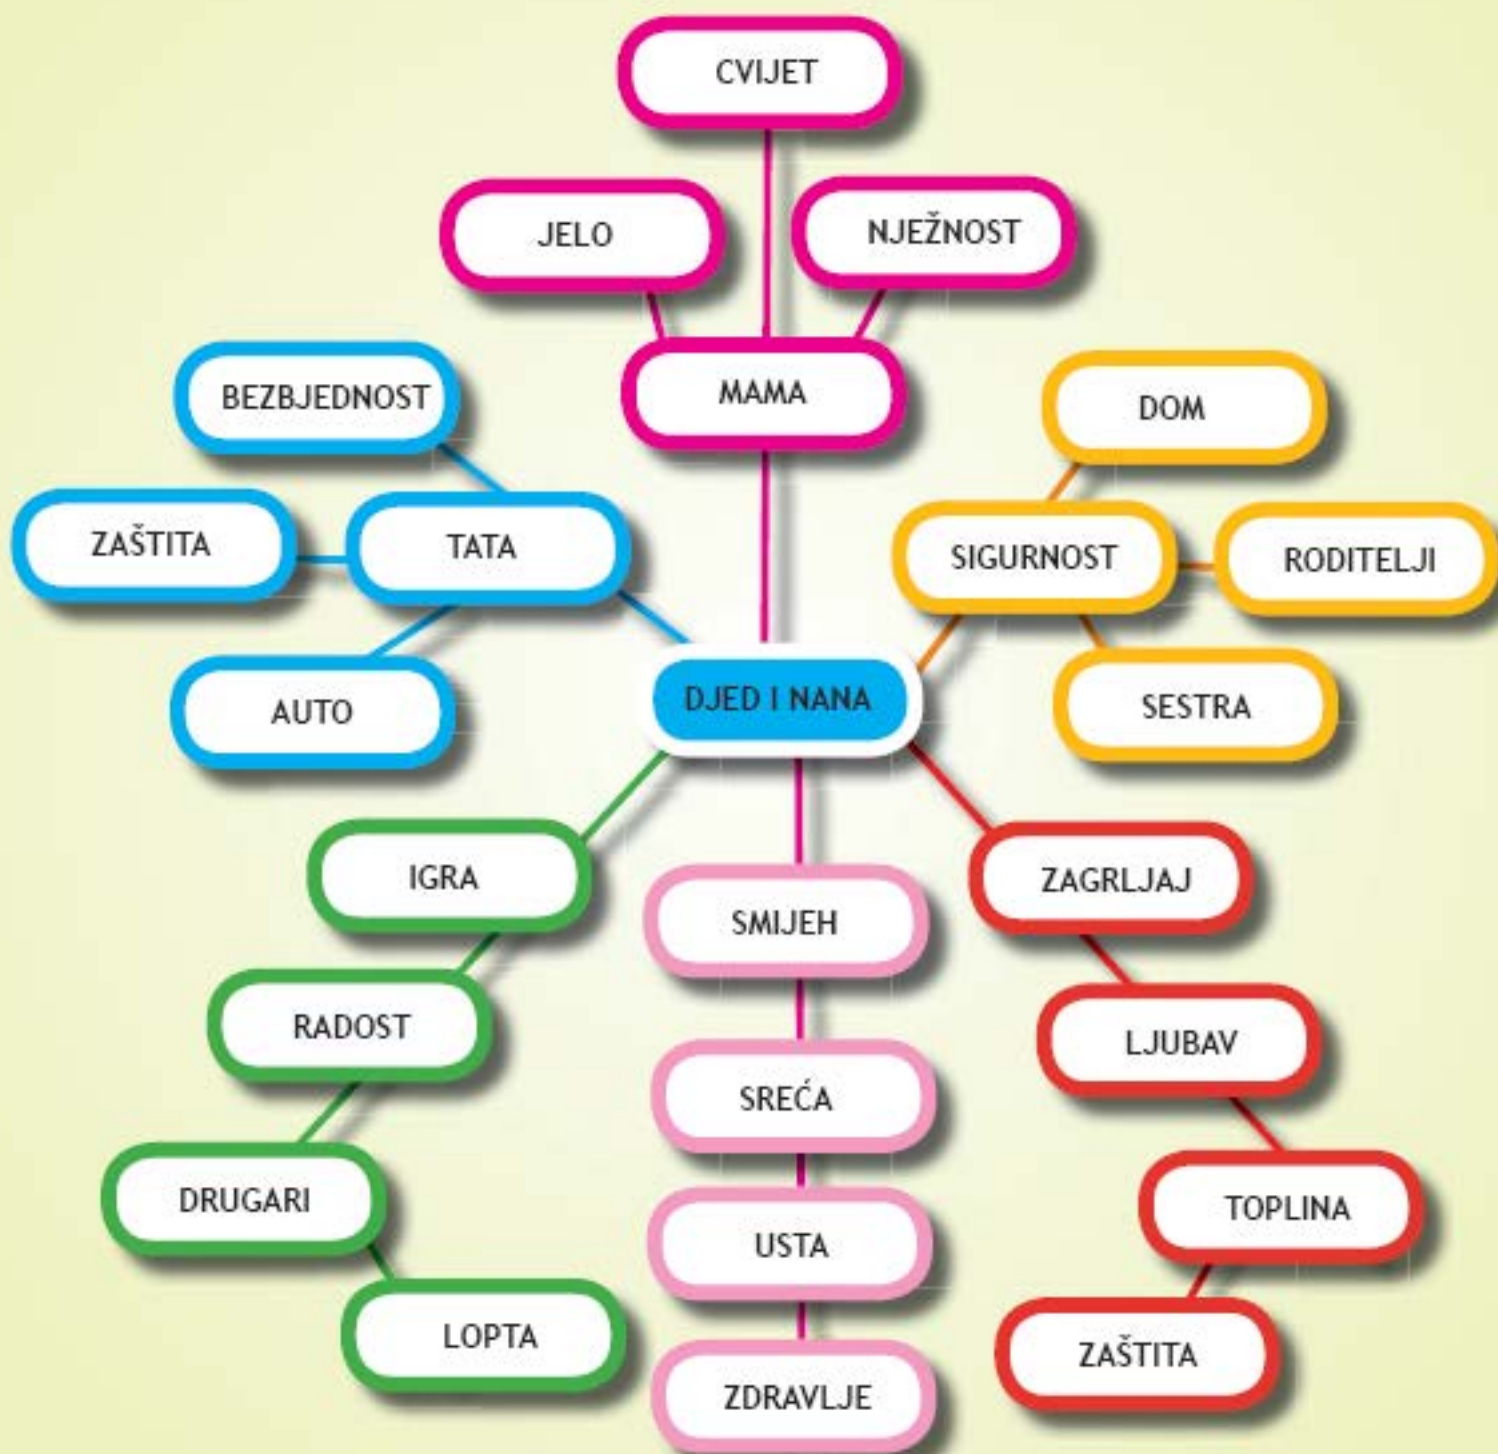 CVIJET
JELO
NJEŽNOST
MAMA
BEZBJEDNOST
DOM
ZAŠTITA
TATA
SIGURNOST
RODITELJI
AUTO
DJED I NANA
SESTRA
IGRA
SMIJEH
ZAGRLJAJ
RADOST
SREĆA
LJUBAV
DRUGARI
USTA
TOPLINA
LOPTA
ZDRAVLJE
ZAŠTITA